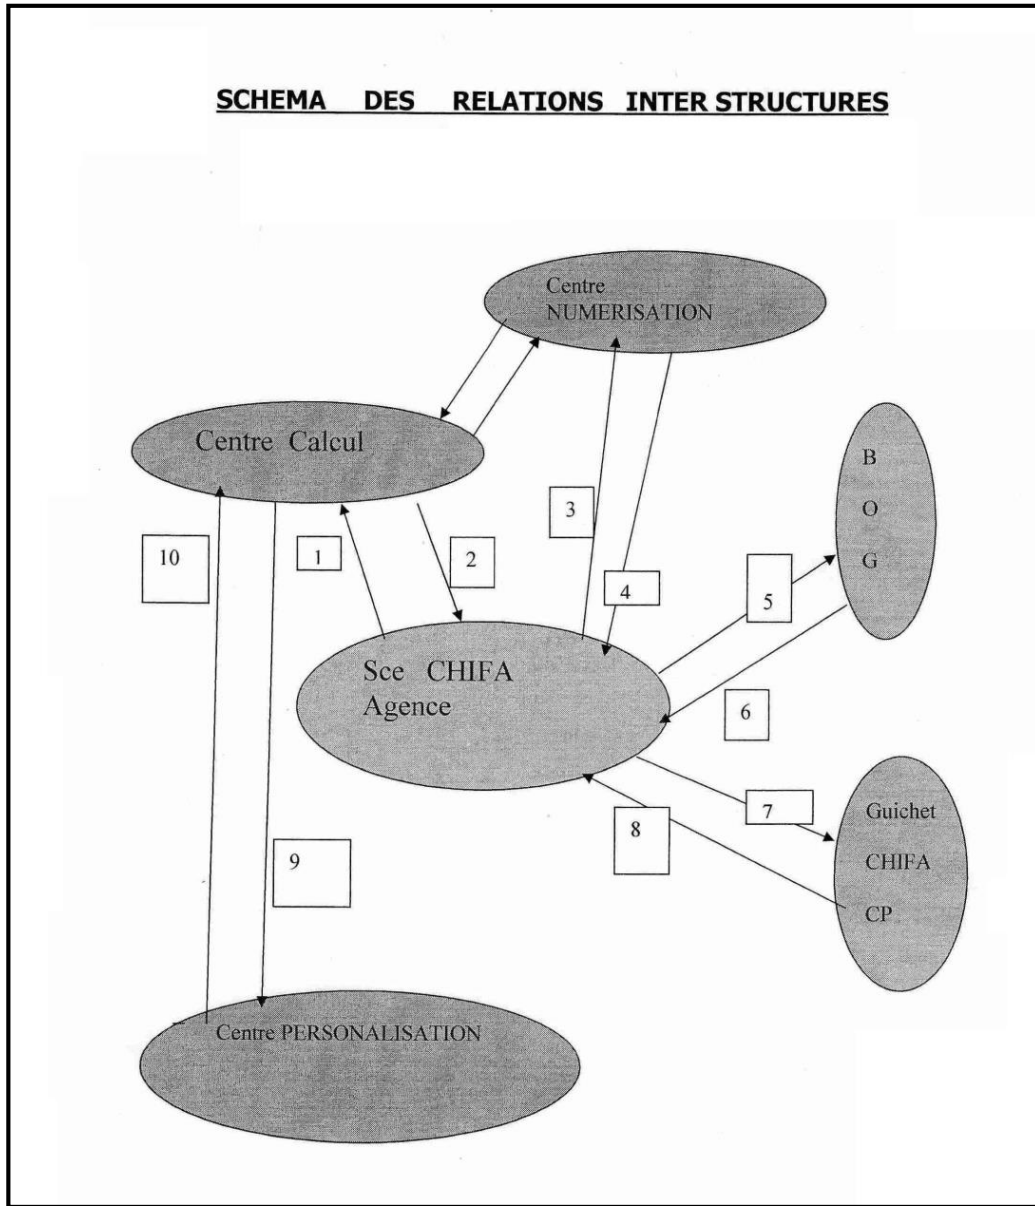 SCHEMA DES RELATIONS INTER STRUCTURES
Centre
NUMERISATION
Centre Calcul
B
O
G
10
1
2
3
4
5
Sce CHIFA
Agence
6
7
8
Guichet
CHIFA
CP
9
Centre PERSONALISATION